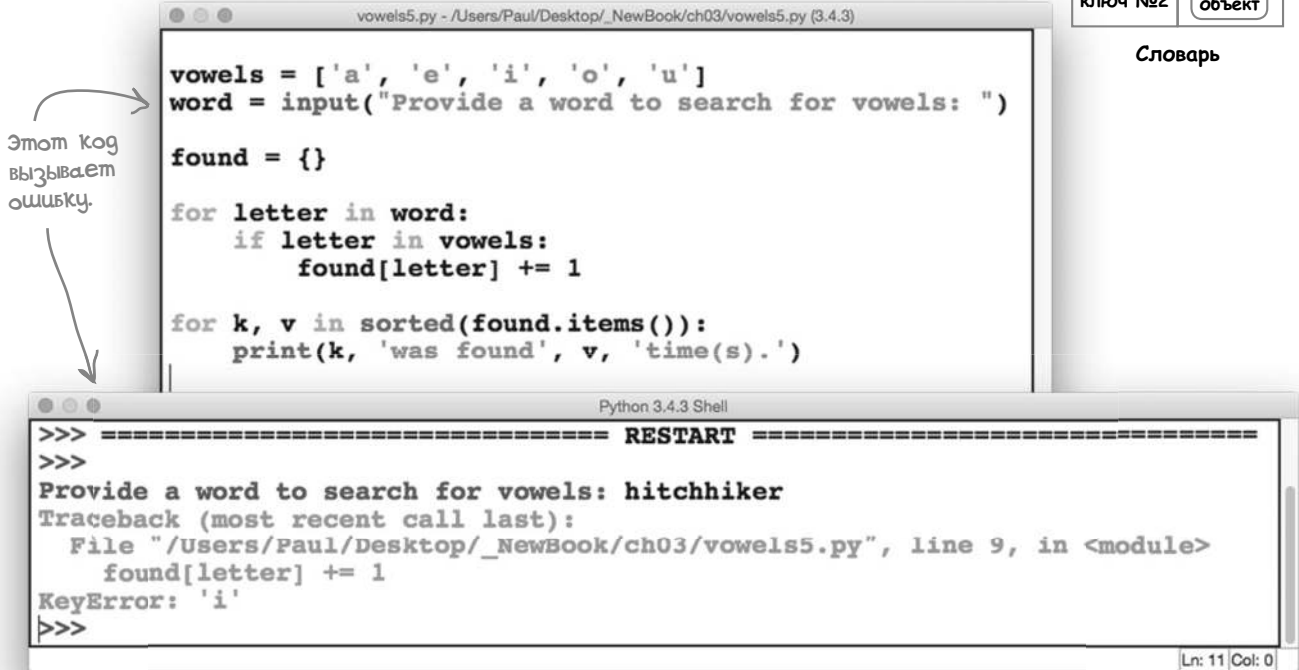 vowels5.py - /Users/Paul/Desktop/_NewBook/ch03/vowels5.py (3.4.3)
ключ №2
объект
Словарь
vowels = ['a', 'e', 'i', 'o', 'u']
word = input("Provide a word to search for vowels: ")
found = {}
for letter in word:
if letter in vowels:
found[letter] += 1
for k, v in sorted(found.items()):
print(k, 'was found', v, 'time(s).')
Этот код
вызывает
ошибку.
Python 3.4.3 Shell
>>> ================================ RESTART ================================
>>>
Provide a word to search for vowels: hitchhiker
Traceback (most recent call last):
File "/Users/Paul/Desktop/_NewBook/ch03/vowels5.py", line 9, in <module>
found[letter] += 1
KeyError: 'i'
>>>
Ln: 11 Col: 0